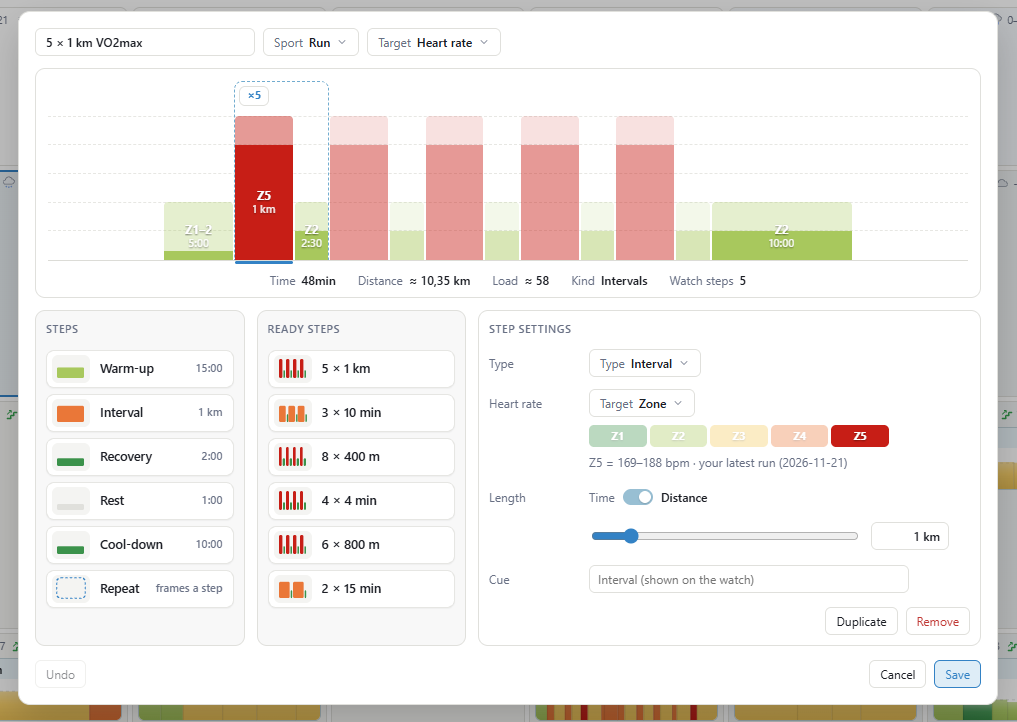 21
0-
5 × 1 km VO2max
Sport Run
Target Heart rate
×5
Z5
1 km
Z1–2
5:00
Z2
2:30
Z2
10:00
Time 48min Distance ≈ 10,35 km Load ≈ 58 Kind Intervals Watch steps 5
STEPS
Warm-up 15:00
Interval 1 km
Recovery 2:00
Rest 1:00
Cool-down 10:00
Repeat frames a step
READY STEPS
5 × 1 km
3 × 10 min
8 × 400 m
4 × 4 min
6 × 800 m
2 × 15 min
STEP SETTINGS
Type Type Interval
Heart rate Target Zone
Z1 Z2 Z3 Z4 Z5
Z5 = 169–188 bpm · your latest run (2026-11-21)
Length Time Distance
1 km
Cue Interval (shown on the watch)
Duplicate Remove
7
Undo Cancel Save